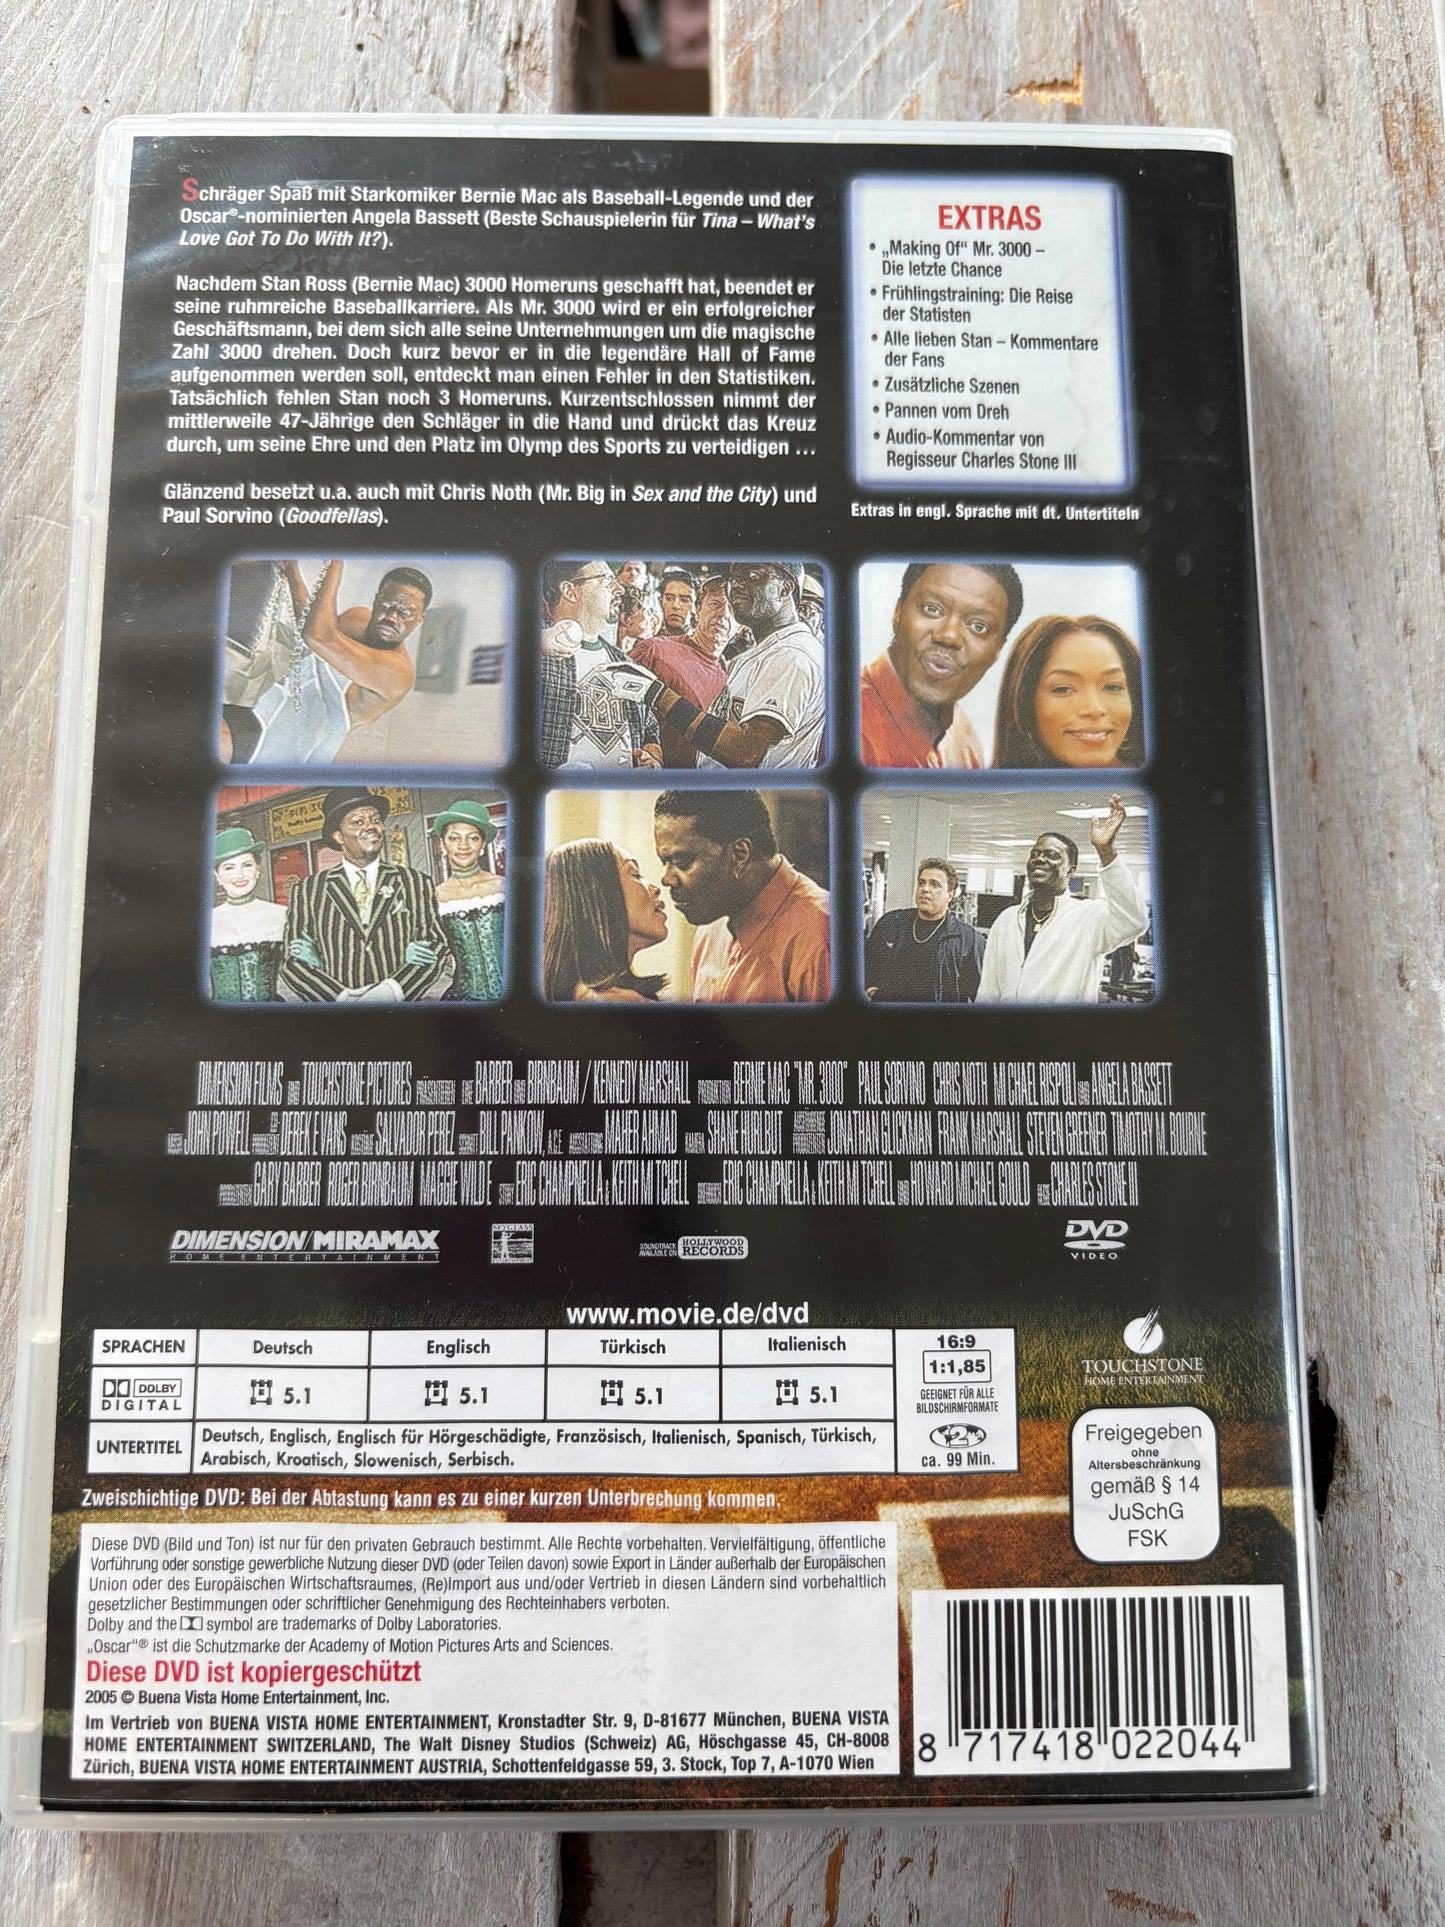 Schräger Spaß mit Starkomiker Bernie Mac als Baseball-Legende und der
Oscar®-nominierten Angela Bassett (Beste Schauspielerin für Tina – What's
Love Got To Do With It?).
Nachdem Stan Ross (Bernie Mac) 3000 Homeruns geschafft hat, beendet er
seine ruhmreiche Baseballkarriere. Als Mr. 3000 wird er ein erfolgreicher
Geschäftsmann, bei dem sich alle seine Unternehmungen um die magische
Zahl 3000 drehen. Doch kurz bevor er in die legendäre Hall of Fame
aufgenommen werden soll, entdeckt man einen Fehler in den Statistiken.
Tatsächlich fehlen Stan noch 3 Homeruns. Kurzentschlossen nimmt der
mittlerweile 47-Jährige den Schläger in die Hand und drückt das Kreuz
durch, um seine Ehre und den Platz im Olymp des Sports zu verteidigen ...
Glänzend besetzt u.a. auch mit Chris Noth (Mr. Big in Sex and the City) und
Paul Sorvino (Goodfellas).
EXTRAS
• „Making Of“ Mr. 3000 –
Die letzte Chance
• Frühlingstraining: Die Reise
der Statisten
• Alle lieben Stan – Kommentare
der Fans
• Zusätzliche Szenen
• Pannen vom Dreh
• Audio-Kommentar von
Regisseur Charles Stone III
Extras in engl. Sprache mit dt. Untertiteln
DIMENSION FILMS UND TOUCHSTONE PICTURES PRÄSENTIEREN EINE BARBER UND BIRNBAUM / KENNEDY MARSHALL PRODUKTION BERNIE MAC "MR. 3000" PAUL SORVINO CHRIS NOTH MICHAEL RISPOLI UND ANGELA BASSETT
MUSIK JOHN POWELL DEREK EVANS KOSTÜME SALVADOR PEREZ SCHNITT BILL PANKOW, A.C.E. AUSSTATTUNG MAHER AHMAD KAMERA SHANE HURLBUT JONATHAN GLICKMAN FRANK MARSHALL STEVEN GREENER TIMOTHY M. BOURNE
PRODUZENTEN GARY BARBER ROGER BIRNBAUM MAGGIE WILDE STORY ERIC CHAMPNELLA & KEITH MITCHELL DREHBUCH ERIC CHAMPNELLA & KEITH MITCHELL UND HOWARD MICHAEL GOULD REGIE CHARLES STONE III
DIMENSION/MIRAMAX
HOME ENTERTAINMENT
SPYGLASS
ENTERTAINMENT
SOUNDTRACK
AVAILABLE ON
HOLLYWOOD
RECORDS
DVD
VIDEO
www.movie.de/dvd
SPRACHEN Deutsch Englisch Türkisch Italienisch
DOLBY
DIGITAL
5.1 5.1 5.1 5.1
UNTERTITEL
Deutsch, Englisch, Englisch für Hörgeschädigte, Französisch, Italienisch, Spanisch, Türkisch,
Arabisch, Kroatisch, Slowenisch, Serbisch.
16:9
1:1,85
GEEIGNET FÜR ALLE
BILDSCHIRMFORMATE
2
ca. 99 Min.
TOUCHSTONE
HOME ENTERTAINMENT
Freigegeben
ohne
Altersbeschränkung
gemäß § 14
JuSchG
FSK
Zweischichtige DVD: Bei der Abtastung kann es zu einer kurzen Unterbrechung kommen.
Diese DVD (Bild und Ton) ist nur für den privaten Gebrauch bestimmt. Alle Rechte vorbehalten. Vervielfältigung, öffentliche
Vorführung oder sonstige gewerbliche Nutzung dieser DVD (oder Teilen davon) sowie Export in Länder außerhalb der Europäischen
Union oder des Europäischen Wirtschaftsraumes, (Re)Import aus und/oder Vertrieb in diesen Ländern sind vorbehaltlich
gesetzlicher Bestimmungen oder schriftlicher Genehmigung des Rechteinhabers verboten.
Dolby and the symbol are trademarks of Dolby Laboratories.
„Oscar“® ist die Schutzmarke der Academy of Motion Pictures Arts and Sciences.
Diese DVD ist kopiergeschützt
2005 © Buena Vista Home Entertainment, Inc.
Im Vertrieb von BUENA VISTA HOME ENTERTAINMENT, Kronstadter Str. 9, D-81677 München, BUENA VISTA
HOME ENTERTAINMENT SWITZERLAND, The Walt Disney Studios (Schweiz) AG, Höschgasse 45, CH-8008
Zürich, BUENA VISTA HOME ENTERTAINMENT AUSTRIA, Schottenfeldgasse 59, 3. Stock, Top 7, A-1070 Wien
8 717418 022044